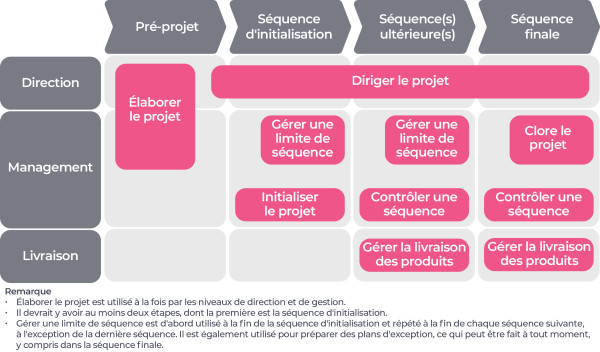 Pré-projet
Séquence
d'initialisation
Séquence(s)
ultérieure(s)
Séquence
finale
Direction
Élaborer
le projet
Diriger le projet
Management
Gérer une
limite de
séquence
Gérer une
limite de
séquence
Clore le
projet
Initialiser
le projet
Contrôler une
séquence
Contrôler une
séquence
Livraison
Gérer la livraison
des produits
Gérer la livraison
des produits
Remarque
• Élaborer le projet est utilisé à la fois par les niveaux de direction et de gestion.
• Il devrait y avoir au moins deux étapes, dont la première est la séquence d'initialisation.
• Gérer une limite de séquence est d'abord utilisé à la fin de la séquence d'initialisation et répété à la fin de chaque séquence suivante,
à l'exception de la dernière séquence. Il est également utilisé pour préparer des plans d'exception, ce qui peut être fait à tout moment,
y compris dans la séquence finale.